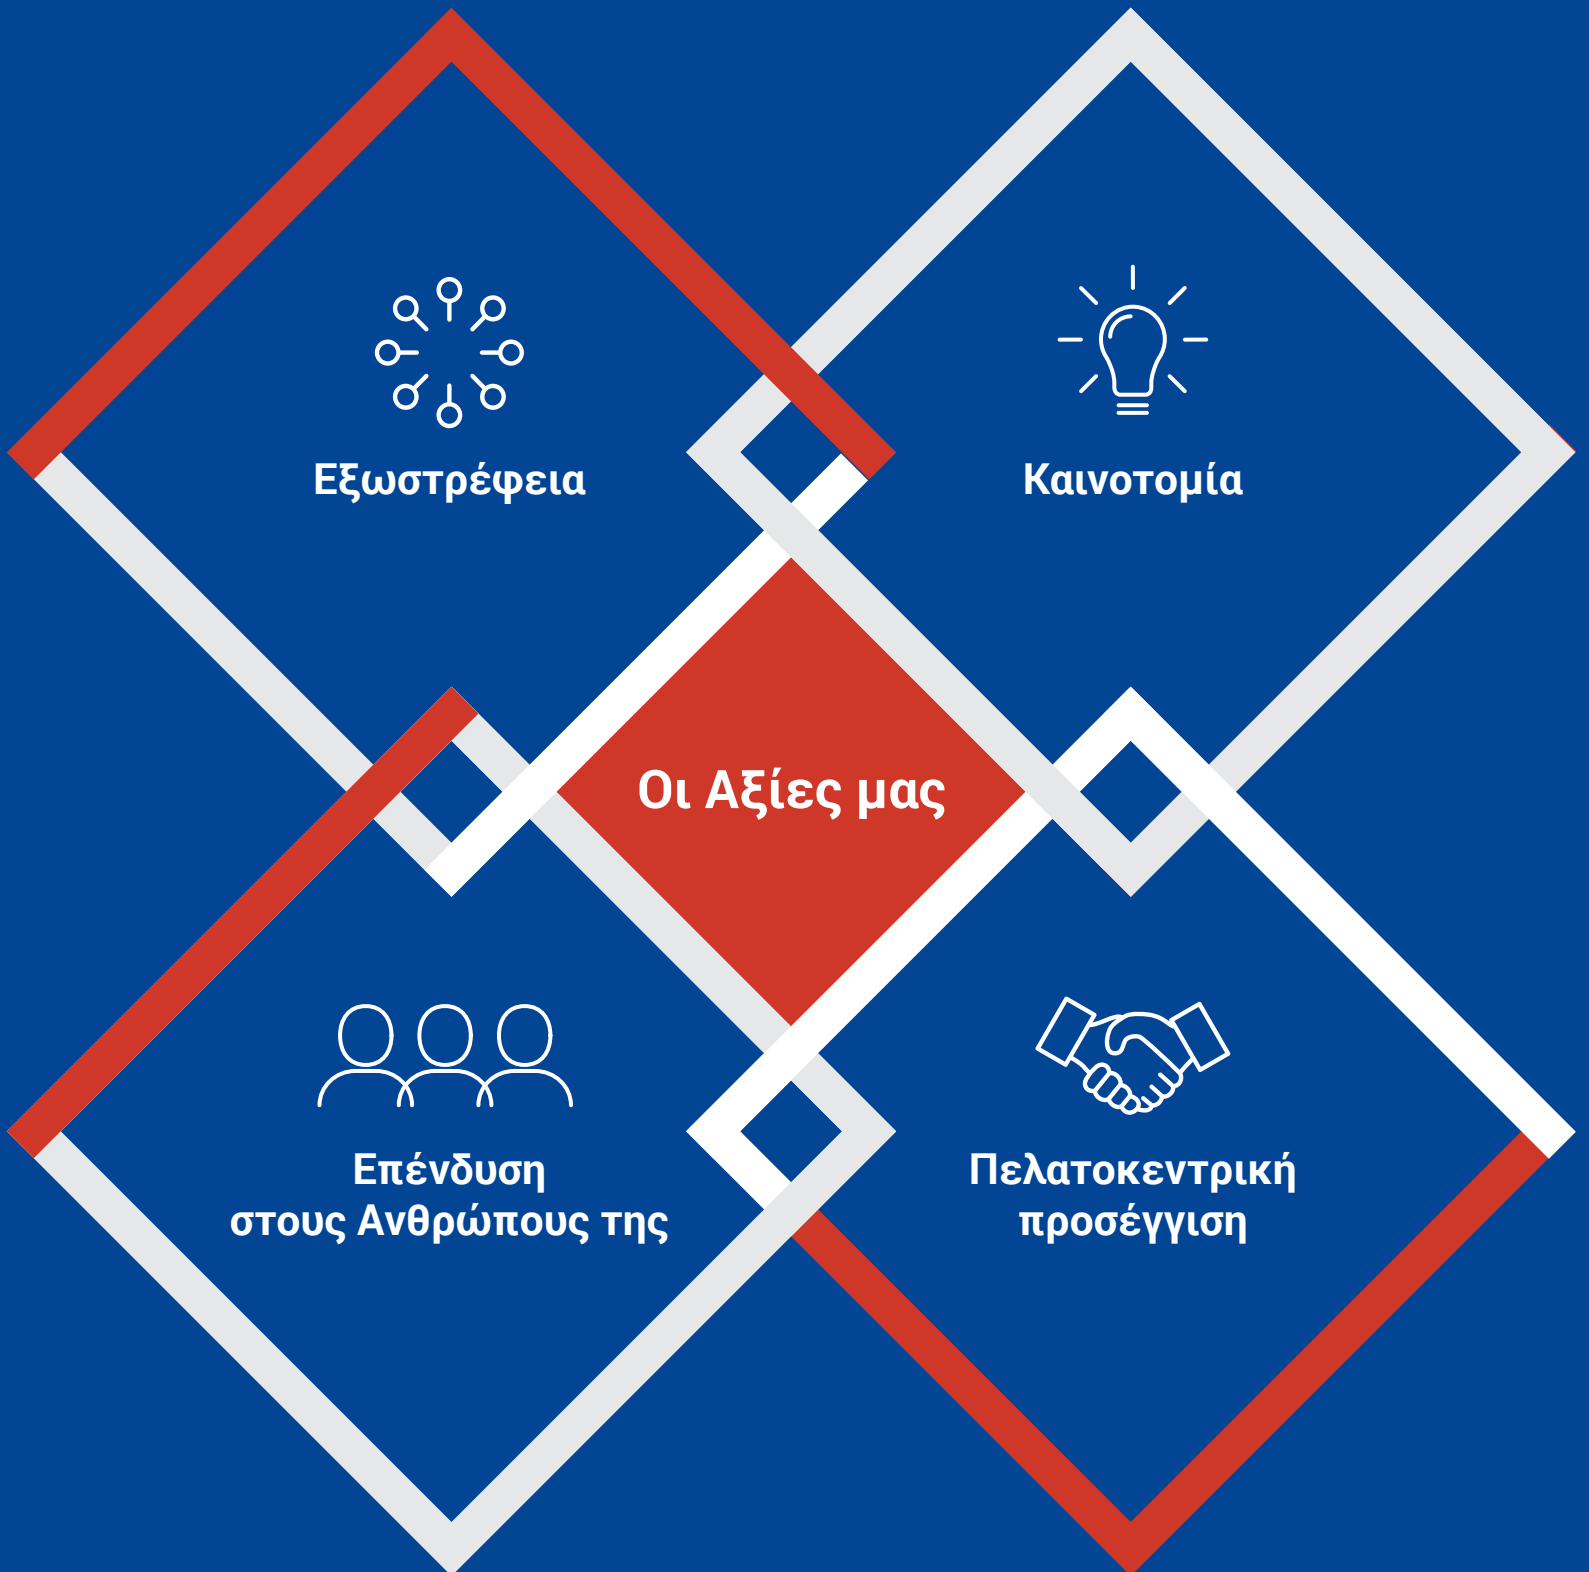 Εξωστρέφεια
Καινοτομία
Οι Αξίες μας
Επένδυση
στους Ανθρώπους της
Πελατοκεντρική
προσέγγιση